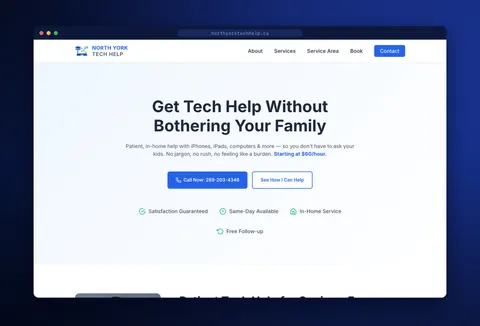 northyorktechhelp.ca
NORTH YORK
TECH HELP
About
Services
Service Area
Book
Contact
Get Tech Help Without
Bothering Your Family
Patient, in-home help with iPhones, iPads, computers & more — so you don't have to ask your
kids. No jargon, no rush, no feeling like a burden. Starting at $60/hour.
Call Now: 289-203-4346
See How I Can Help
Satisfaction Guaranteed
Same-Day Available
In-Home Service
Free Follow-up